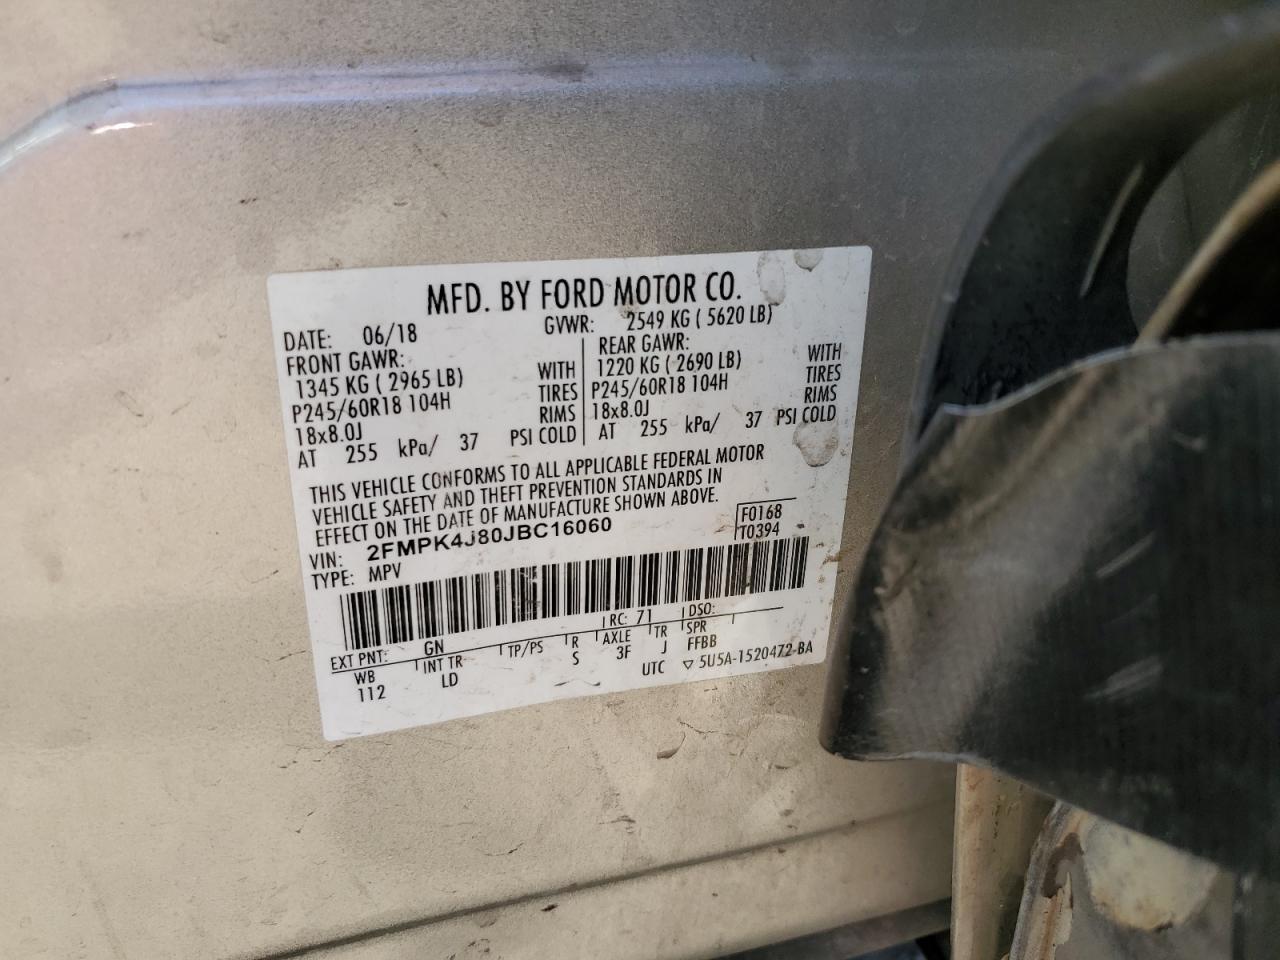 MFD. BY FORD MOTOR CO.
DATE: 06/18 GVWR: 2549 KG ( 5620 LB)
FRONT GAWR: REAR GAWR:
1345 KG ( 2965 LB) WITH 1220 KG ( 2690 LB) WITH
P245/60R18 104H TIRES P245/60R18 104H TIRES
18x8.0J RIMS 18x8.0J RIMS
AT 255 kPa/ 37 PSI COLD AT 255 kPa/ 37 PSI COLD
THIS VEHICLE CONFORMS TO ALL APPLICABLE FEDERAL MOTOR
VEHICLE SAFETY AND THEFT PREVENTION STANDARDS IN
EFFECT ON THE DATE OF MANUFACTURE SHOWN ABOVE.
VIN: 2FMPK4J80JBC16060 F0168
TYPE: MPV T0394
EXT PNT: GN RC: 71 DSO:
WB INT TR TP/PS R AXLE TR SPR
112 LD S 3F J FFBB
UTC ▽ 5U5A-1520472-BA